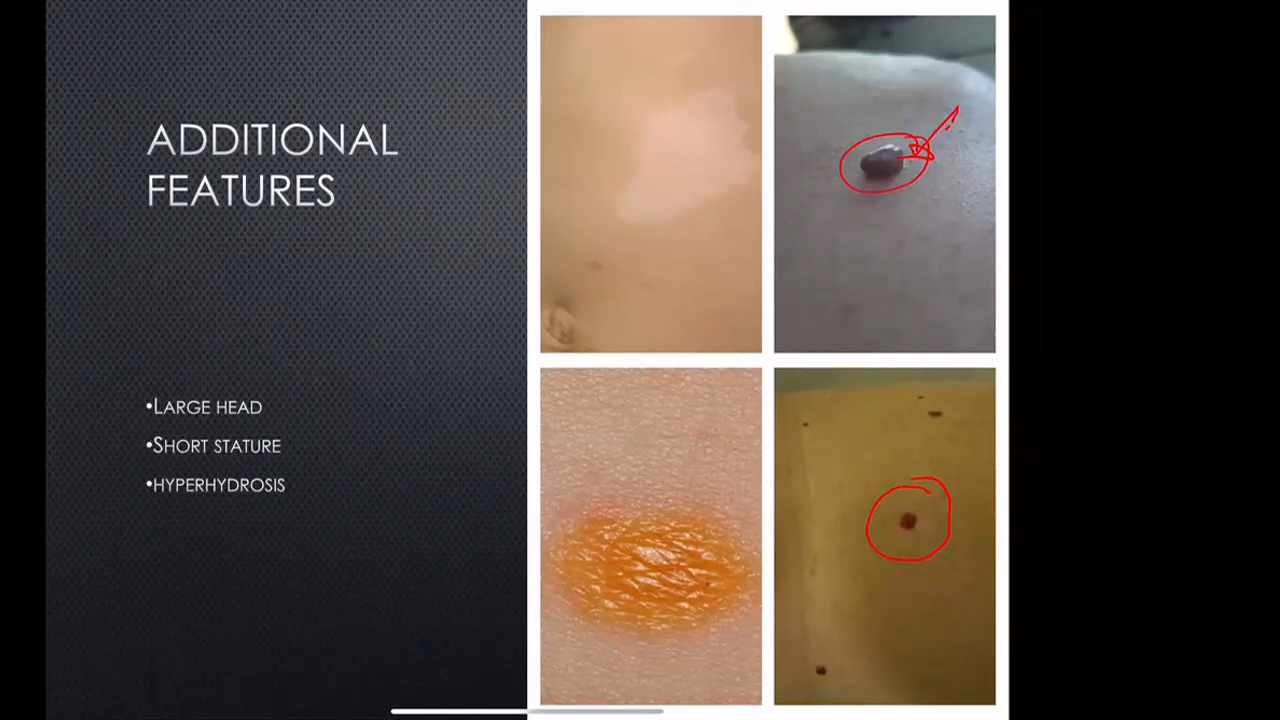 ADDITIONAL
FEATURES
•LARGE HEAD
•SHORT STATURE
•HYPERHYDROSIS